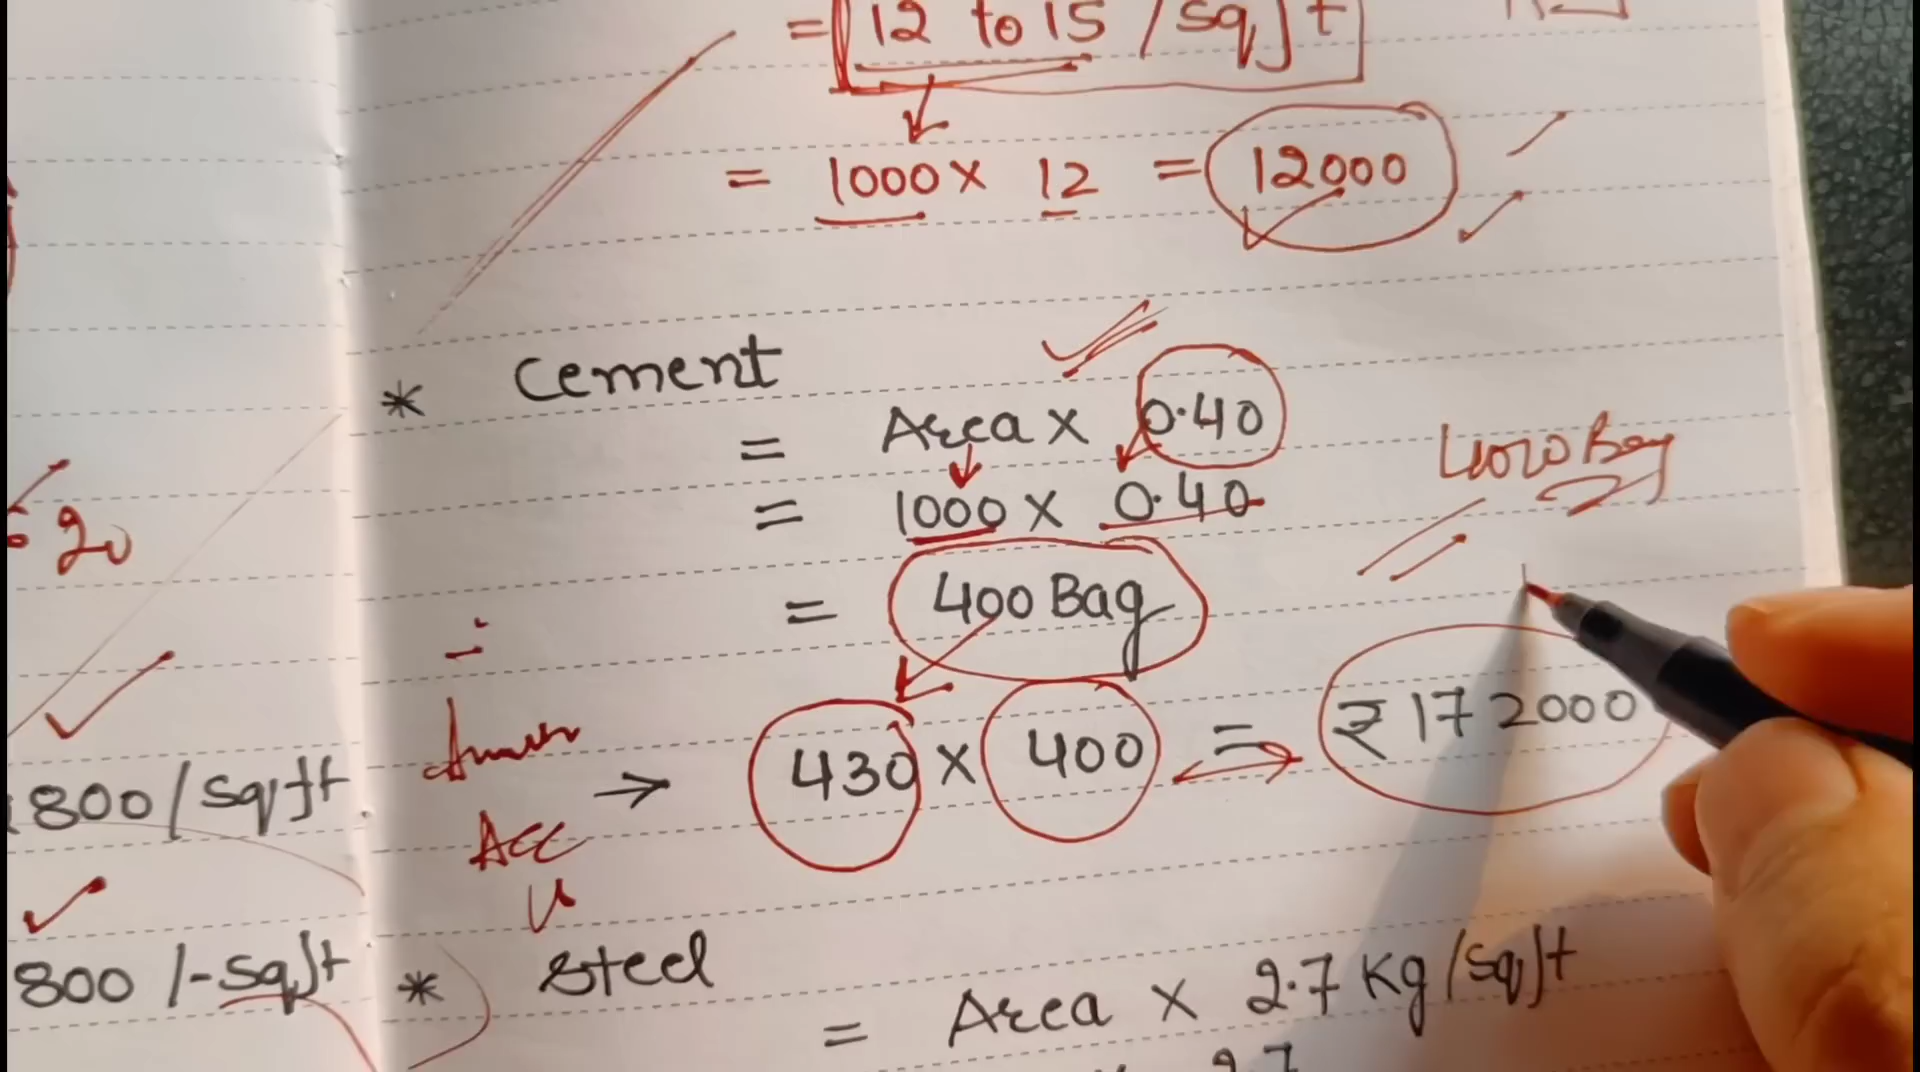 = 12 to 15 /sqft
= 1000 × 12 = 12000
* Cement
= Area × 0.40
= 1000 × 0.40
= 400 Bag
430 × 400 = ₹ 172000
ACC
* Steel
= Area × 2.7 Kg/sqft
20
800/sqft
800/-sqft